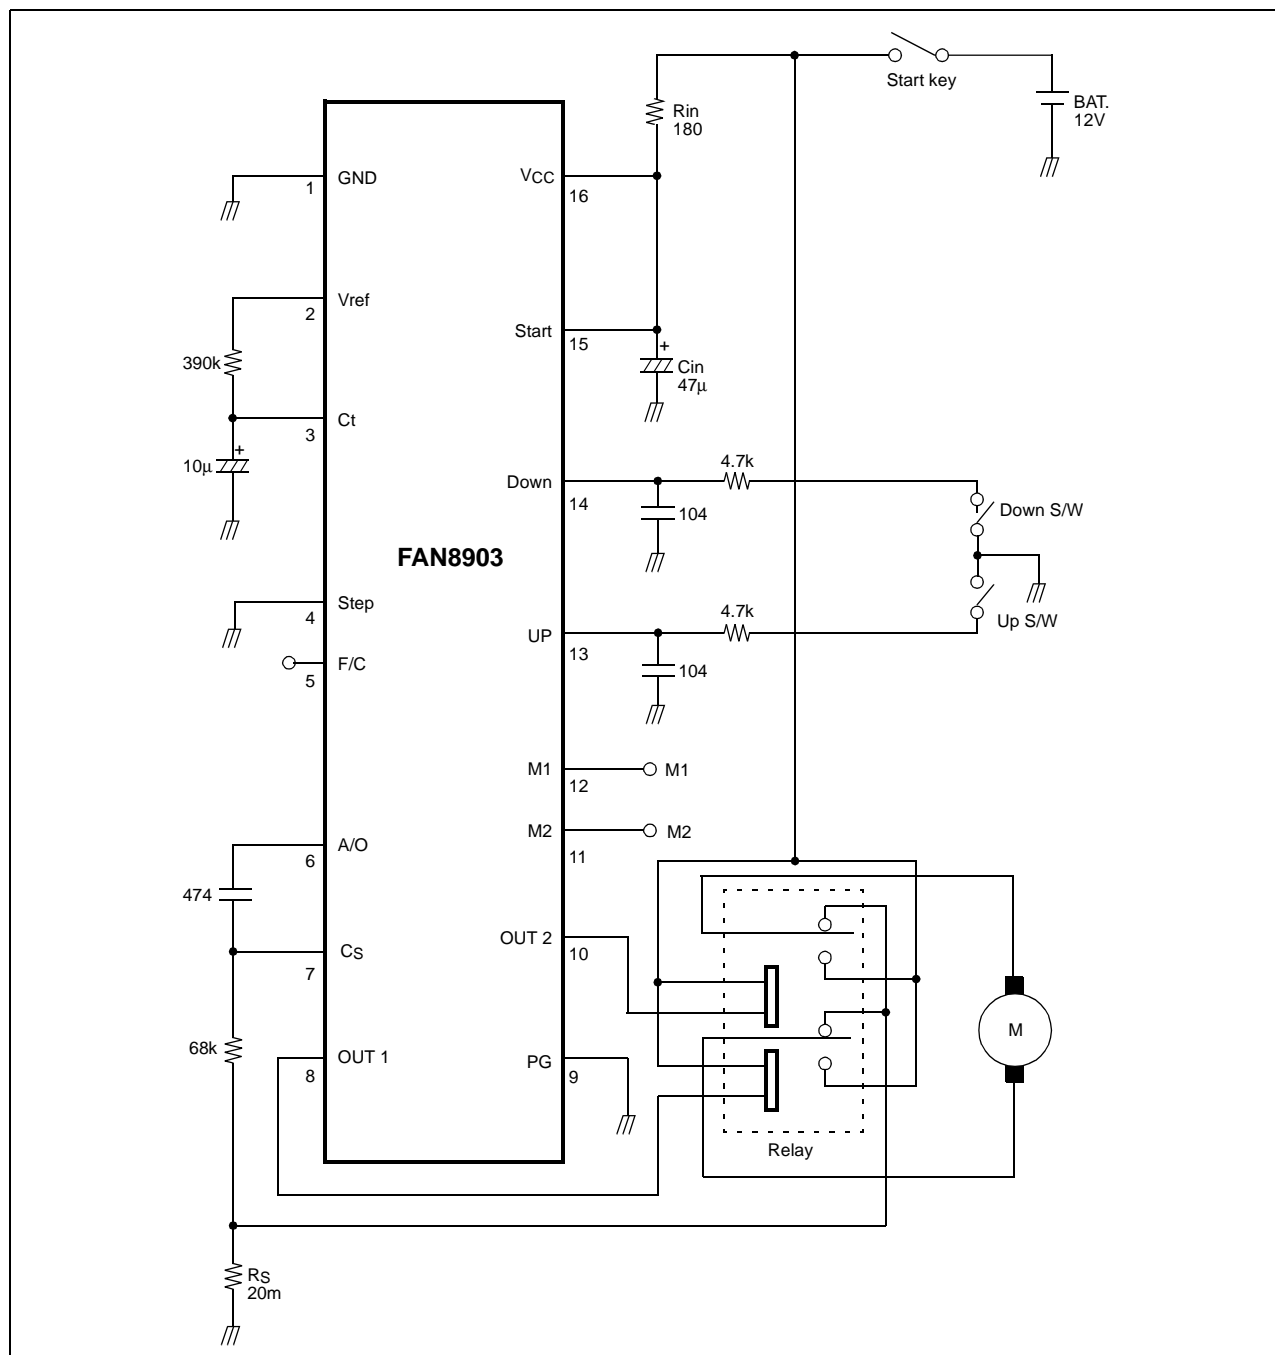 Start key
BAT.
12V
Rin
180
GND
1
VCC
16
Vref
2
Start
15
390k
Cin
47μ
Ct
3
10μ
4.7k
Down
14
104
Down S/W
FAN8903
Step
4
4.7k
Up S/W
UP
13
F/C
5
104
M1
12
M1
M2
11
M2
A/O
6
474
OUT 2
10
CS
7
M
68k
OUT 1
8
PG
9
Relay
RS
20m